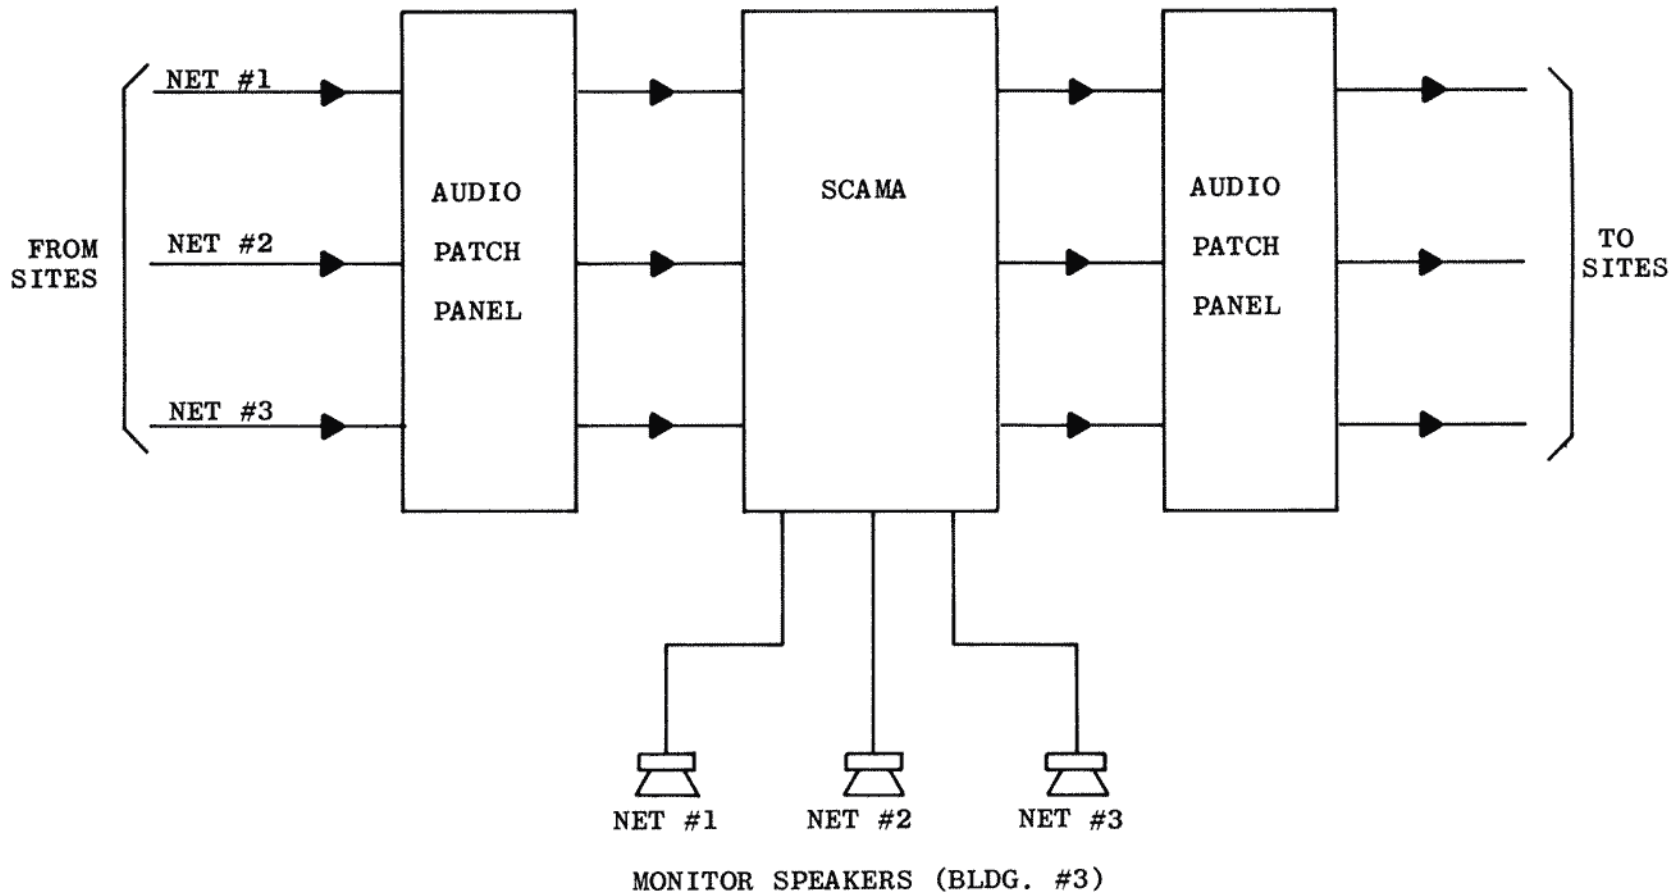 NET #1
NET #2
NET #3
FROM
SITES
AUDIO
PATCH
PANEL
SCAMA
AUDIO
PATCH
PANEL
TO
SITES
NET #1
NET #2
NET #3
MONITOR SPEAKERS (BLDG. #3)